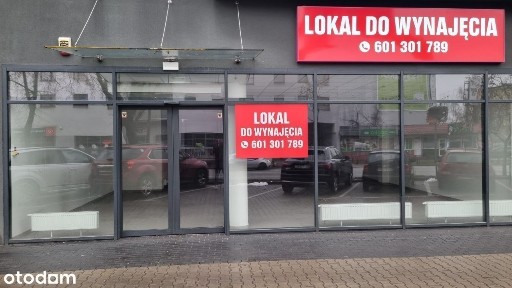 LOKAL DO WYNAJĘCIA
601 301 789
LOKAL
DO WYNAJĘCIA
601 301 789
otodom